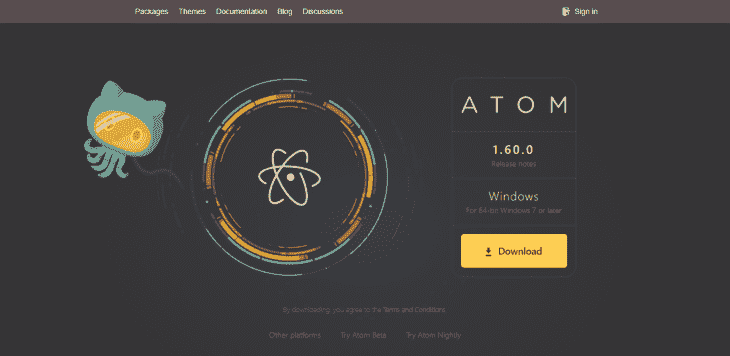 Packages Themes Documentation Blog Discussions Sign in
ATOM
1.60.0
Release notes
Windows
For 64-bit Windows 7 or later
Download
By downloading, you agree to the Terms and Conditions.
Other platforms Try Atom Beta Try Atom Nightly